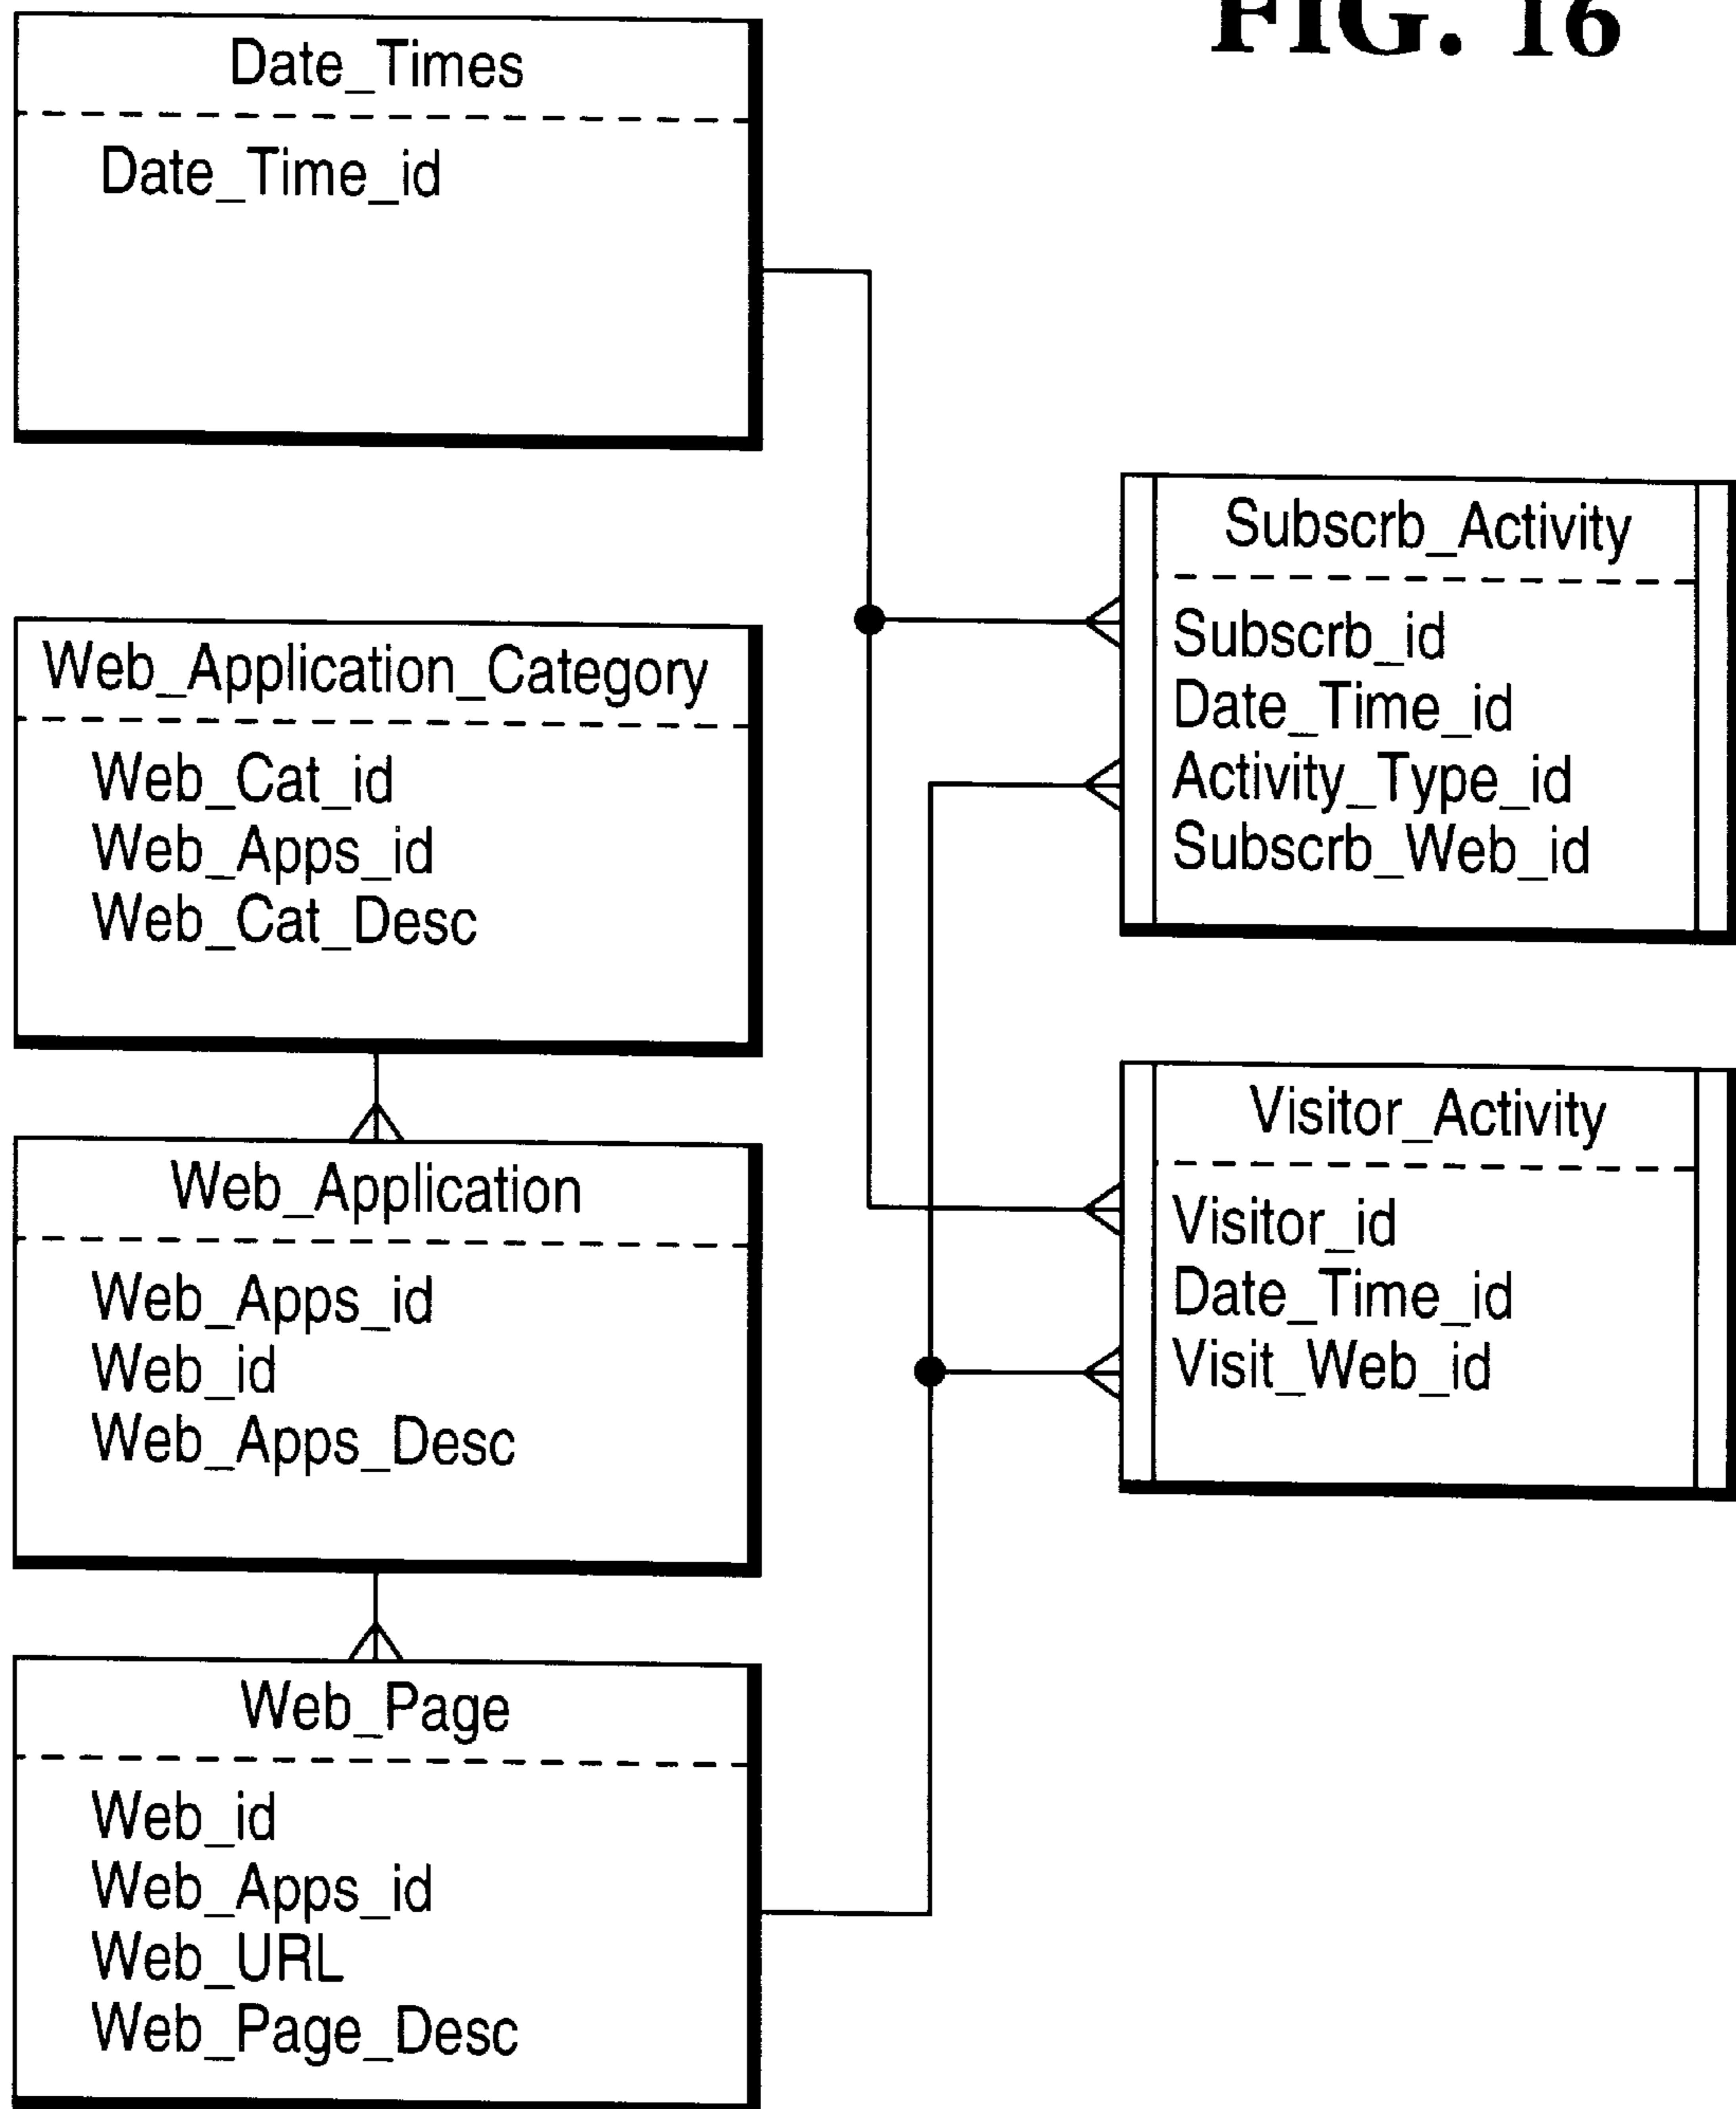 FIG. 16
Date_Times
Date_Time_id
Web_Application_Category
Web_Cat_id
Web_Apps_id
Web_Cat_Desc
Web_Application
Web_Apps_id
Web_id
Web_Apps_Desc
Web_Page
Web_id
Web_Apps_id
Web_URL
Web_Page_Desc
Subscrb_Activity
Subscrb_id
Date_Time_id
Activity_Type_id
Subscrb_Web_id
Visitor_Activity
Visitor_id
Date_Time_id
Visit_Web_id